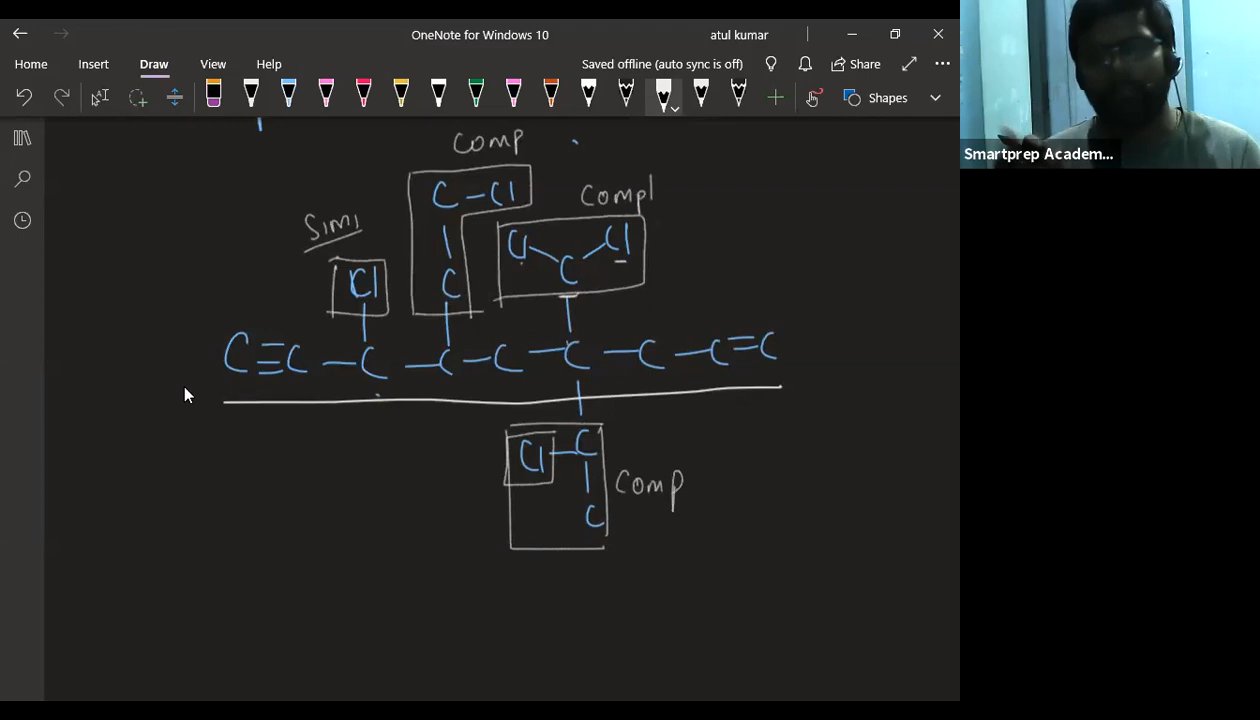 OneNote for Windows 10
atul kumar
Home Insert Draw View Help
Saved offline (auto sync is off)
Share
Shapes
Smartprep Academ...
Comp
C-Cl
Compl
Simi
Cl Cl
C
Cl
C
C≡C-C-C-C-C-C-C=C
Cl-C
Comp
C